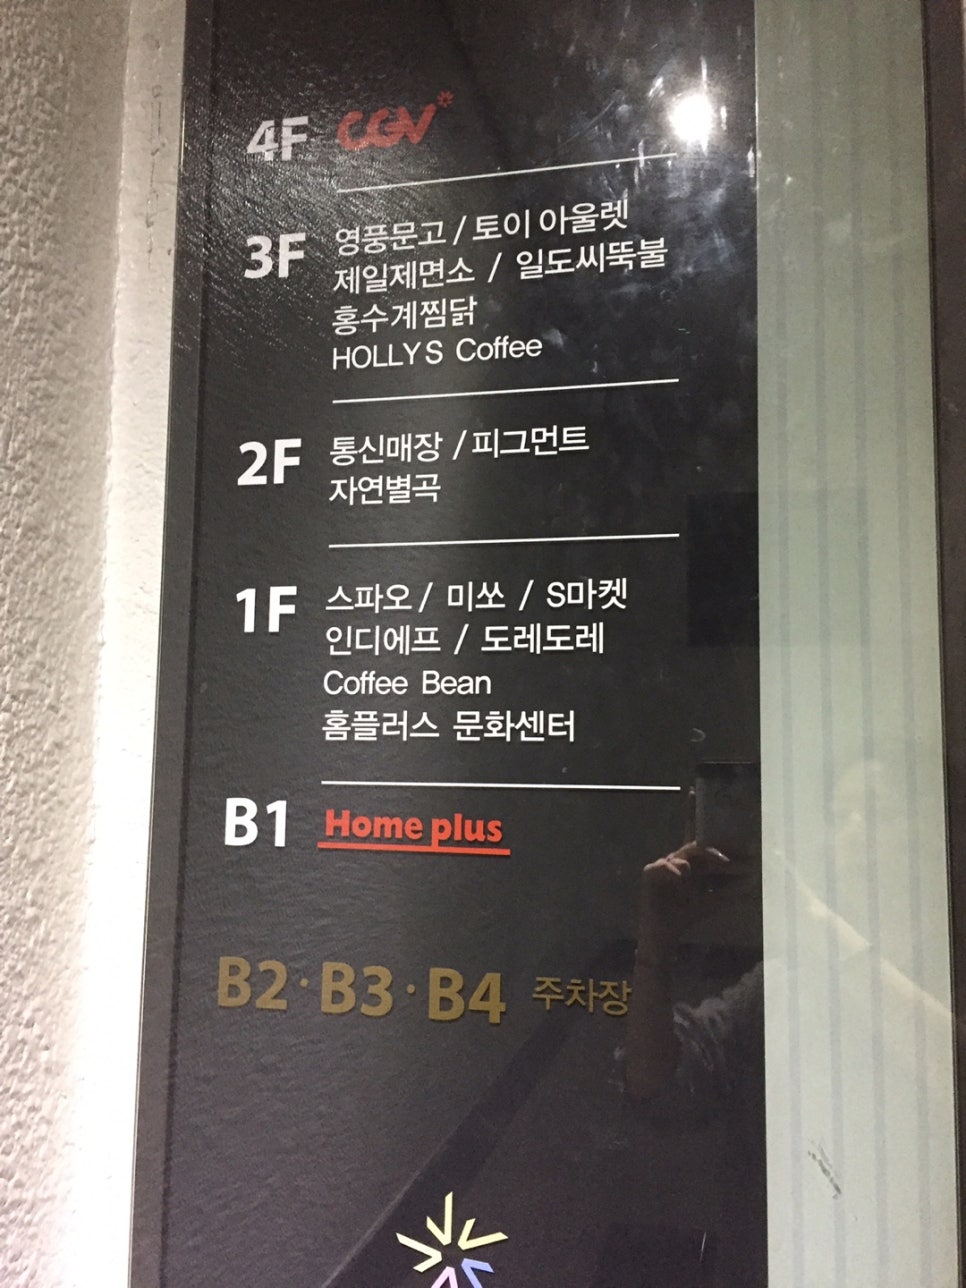 4F CGV
3F 영풍문고 / 토이 아울렛
제일제면소 / 일도씨뚝불
홍수계찜닭
HOLLYS Coffee
2F 통신매장 / 피그먼트
자연별곡
1F 스파오 / 미쏘 / S마켓
인디에프 / 도레도레
Coffee Bean
홈플러스 문화센터
B1 Home plus
B2·B3·B4 주차장